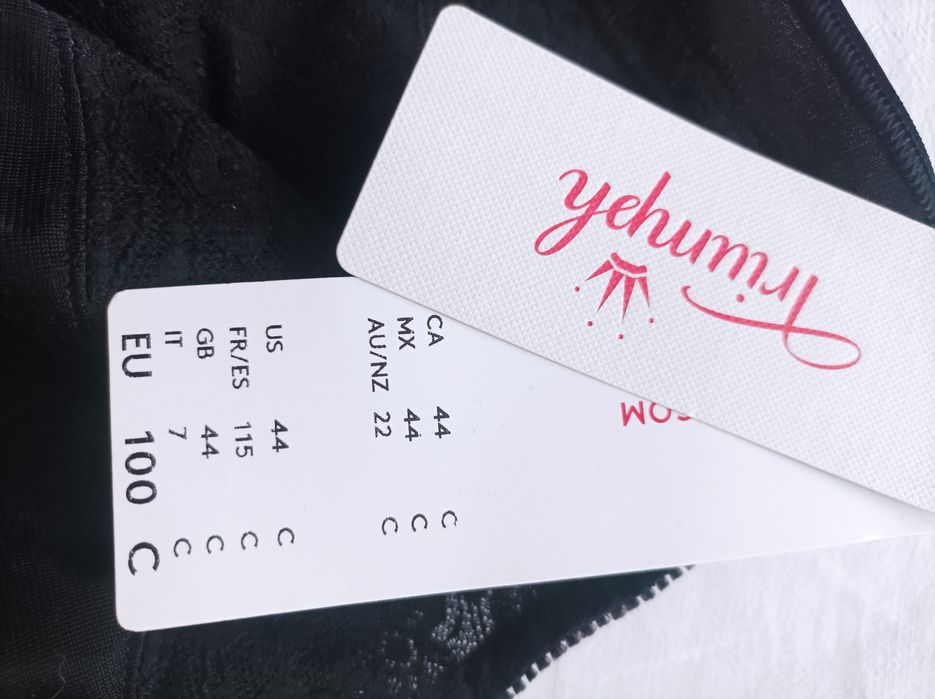 Triumph
COM
CA 44 C
MX 44 C
AU/NZ 22 C
US 44 C
FR/ES 115 C
GB 44 C
IT 7 C
EU 100 C